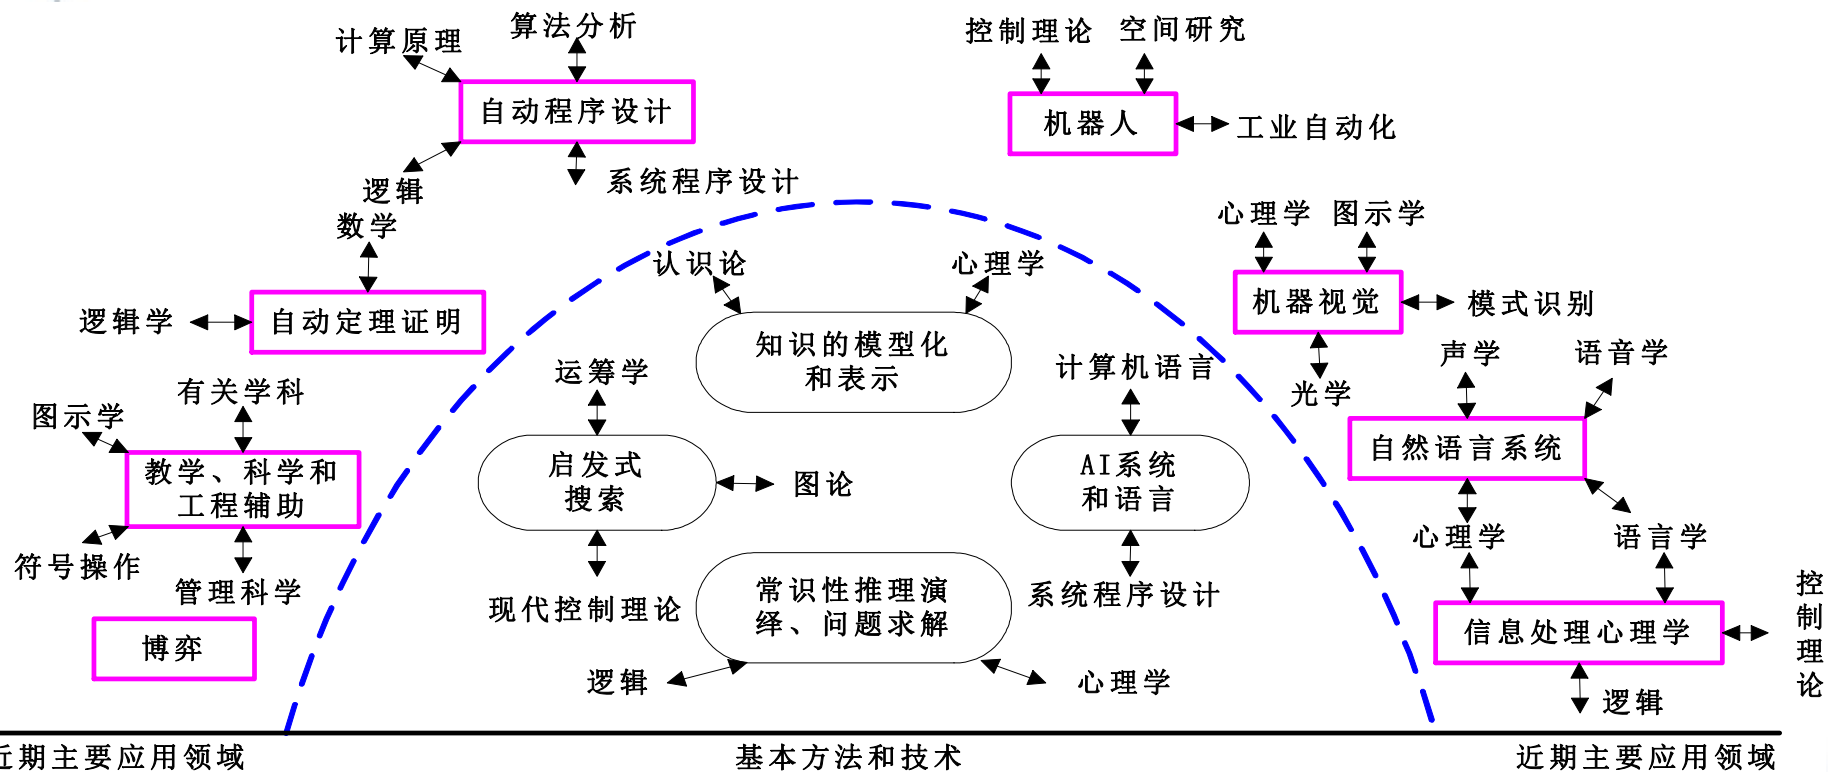 算法分析
计算原理
控制理论
空间研究
自动程序设计
机器人
工业自动化
逻辑
系统程序设计
数学
心理学
图示学
认识论
心理学
逻辑学
自动定理证明
机器视觉
模式识别
知识的模型化
和表示
声学
语音学
运筹学
计算机语言
光学
有关学科
图示学
自然语言系统
教学、科学和
工程辅助
启发式
搜索
图论
AI系统
和语言
心理学
语言学
符号操作
管理科学
现代控制理论
常识性推理演
绎、问题求解
系统程序设计
控
制
理
论
信息处理心理学
博弈
逻辑
心理学
逻辑
近期主要应用领域
基本方法和技术
近期主要应用领域